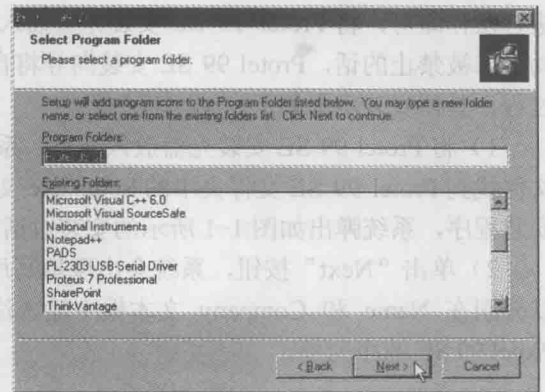 Select Program Folder
Please select a program folder.
Setup will add program icons to the Program Folder listed below. You may type a new folder
name, or select one from the existing folders list. Click Next to continue.
Program Folders:
Existing Folders:
Microsoft Visual C++ 6.0
Microsoft Visual SourceSafe
National Instruments
Notepad++
PADS
PL-2303 USB-Serial Driver
Proteus 7 Professional
SharePoint
ThinkVantage
< Back
Next >
Cancel